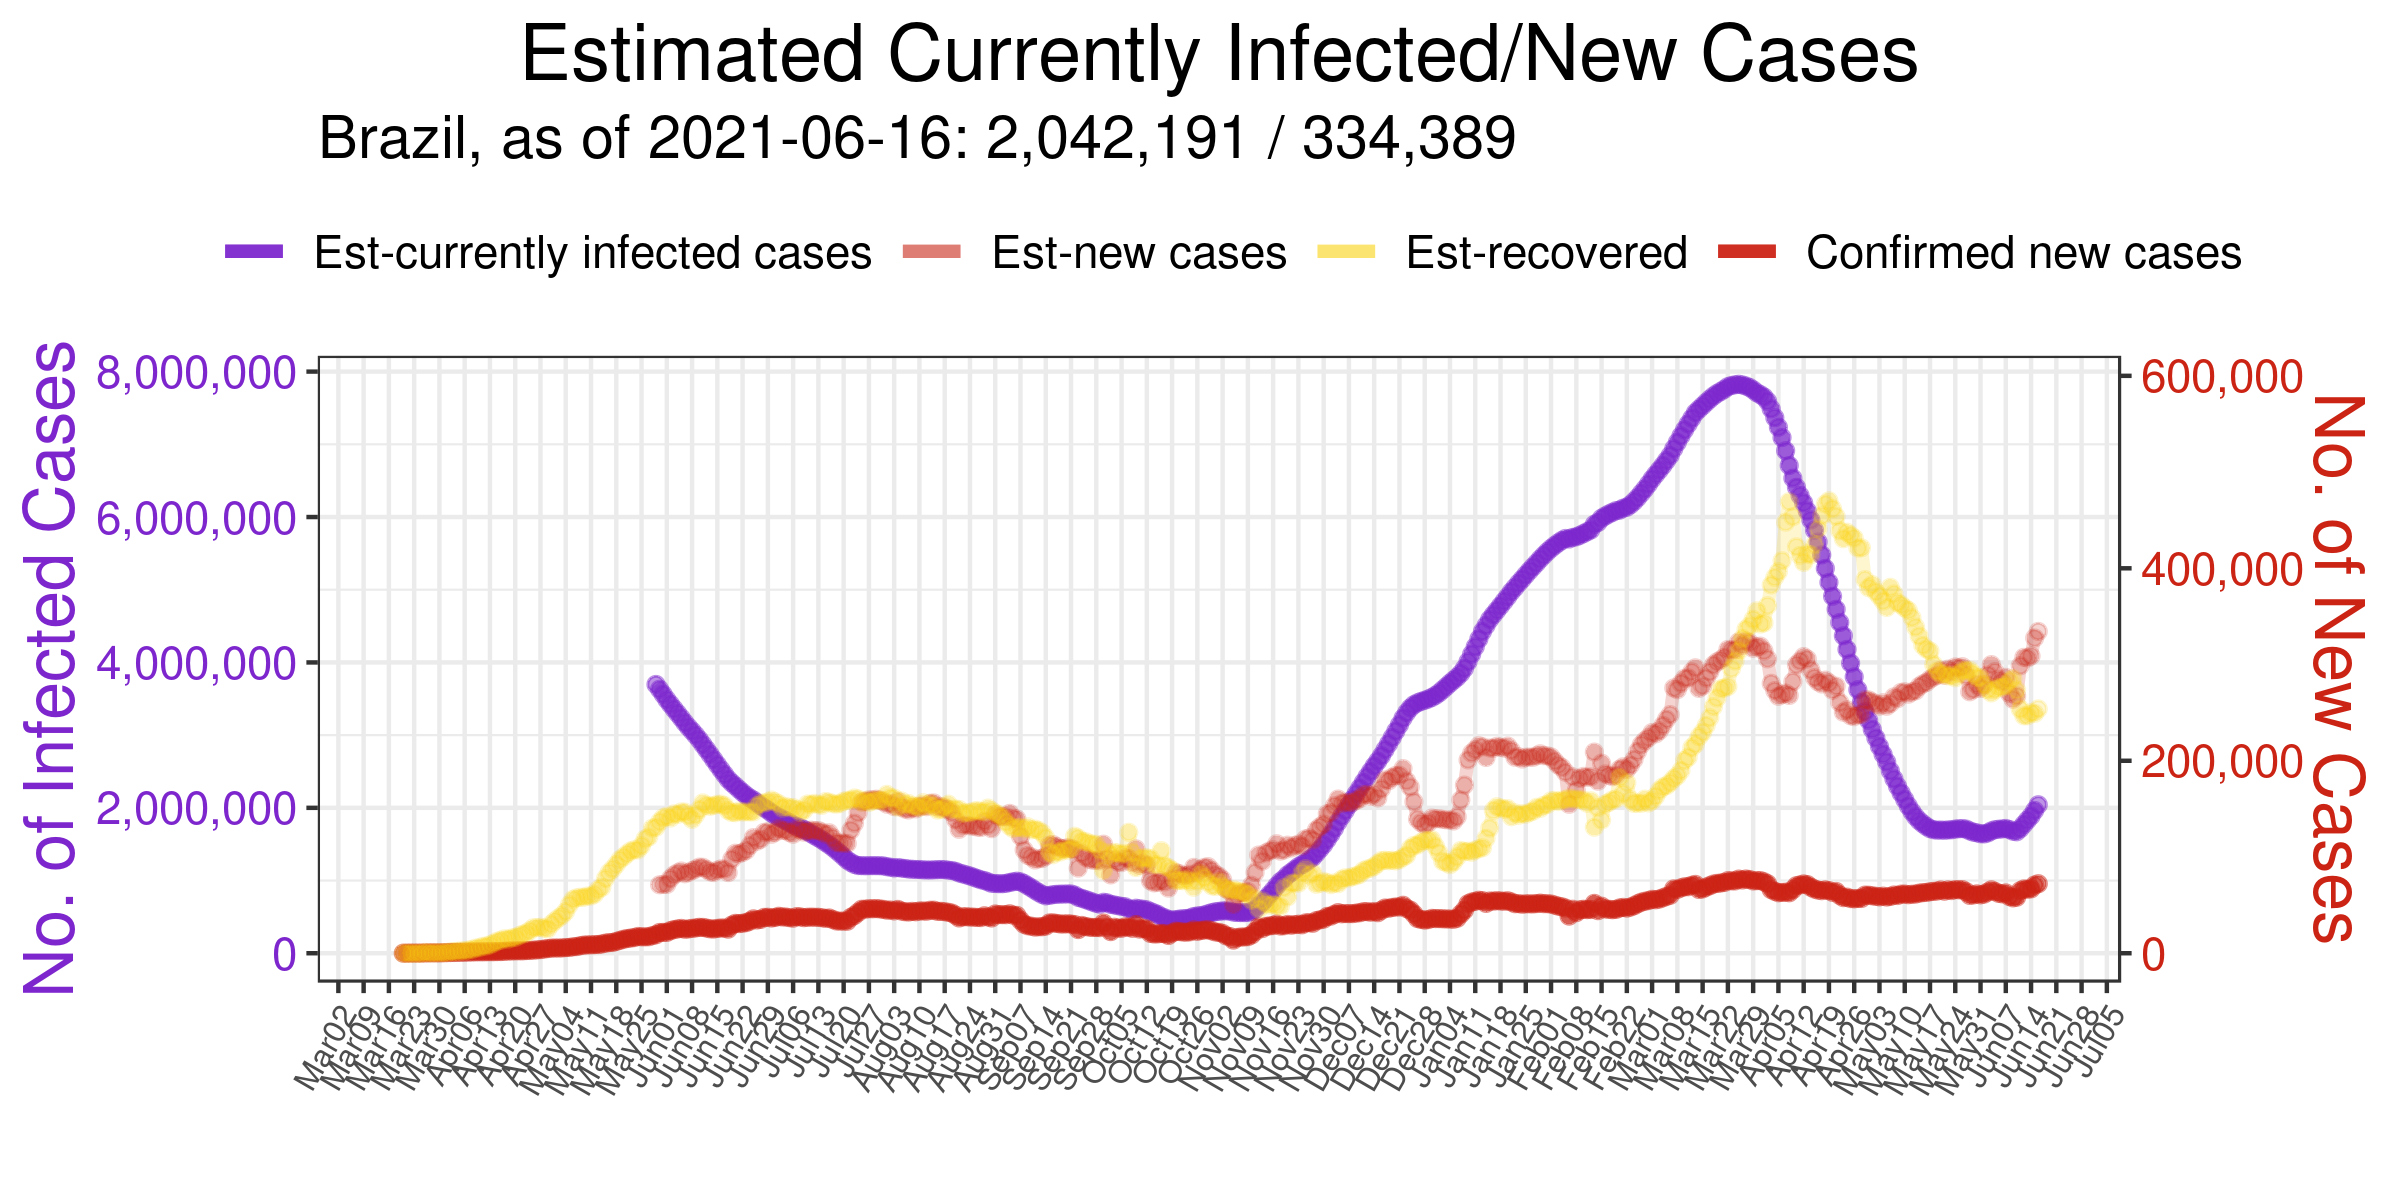 Estimated Currently Infected/New Cases
Brazil, as of 2021-06-16: 2,042,191 / 334,389
Est-currently infected cases Est-new cases Est-recovered Confirmed new cases
No. of Infected Cases
8,000,000
6,000,000
4,000,000
2,000,000
0
600,000
400,000
200,000
0
No. of New Cases
Mar02 Mar09 Mar16 Mar23 Mar30 Apr06 Apr13 Apr20 Apr27 May04 May11 May18 May25 Jun01 Jun08 Jun15 Jun22 Jun29 Jul06 Jul13 Jul20 Jul27 Aug03 Aug10 Aug17 Aug24 Aug31 Sep07 Sep14 Sep21 Sep28 Oct05 Oct12 Oct19 Oct26 Nov02 Nov09 Nov16 Nov23 Nov30 Dec07 Dec14 Dec21 Dec28 Jan04 Jan11 Jan18 Jan25 Feb01 Feb08 Feb15 Feb22 Mar01 Mar08 Mar15 Mar22 Mar29 Apr05 Apr12 Apr19 Apr26 May03 May10 May17 May24 May31 Jun07 Jun14 Jun21 Jun28 Jul05